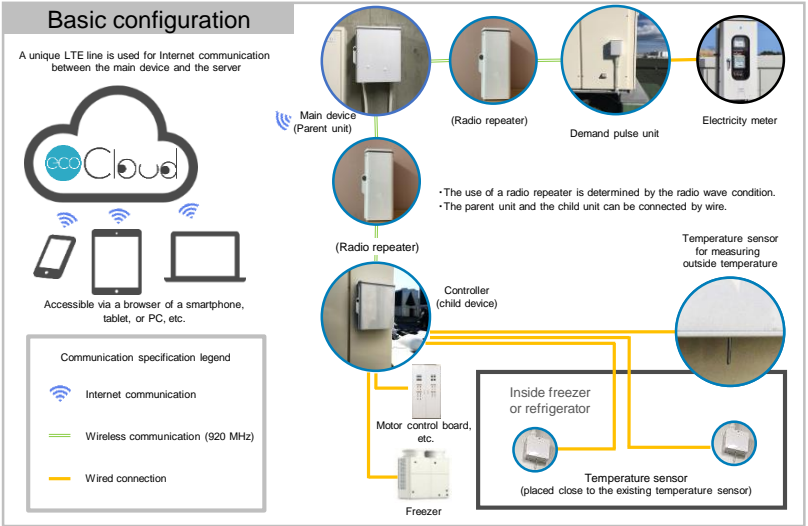 Basic configuration
A unique LTE line is used for Internet communication
between the main device and the server
eco Cloud
Accessible via a browser of a smartphone,
tablet, or PC, etc.
Communication specification legend
Internet communication
Wireless communication (920 MHz)
Wired connection
Main device
(Parent unit)
(Radio repeater)
Demand pulse unit
Electricity meter
・The use of a radio repeater is determined by the radio wave condition.
・The parent unit and the child unit can be connected by wire.
(Radio repeater)
Temperature sensor
for measuring
outside temperature
Controller
(child device)
Motor control board,
etc.
Freezer
Inside freezer
or refrigerator
Temperature sensor
(placed close to the existing temperature sensor)